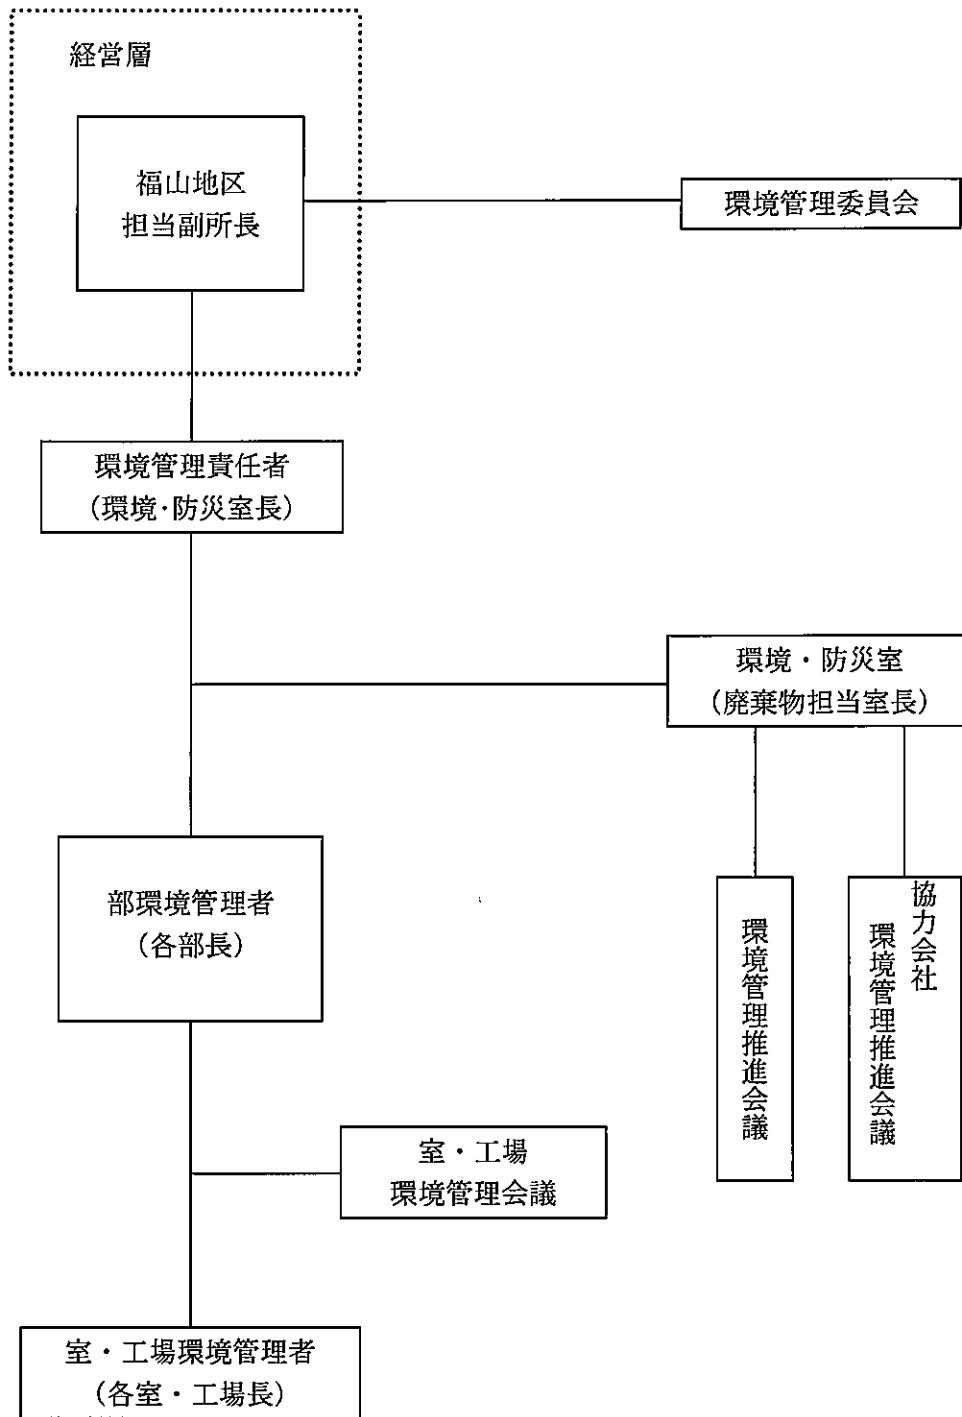 経営層
福山地区
担当副所長
環境管理委員会
環境管理責任者
（環境・防災室長）
環境・防災室
（廃棄物担当室長）
部環境管理者
（各部長）
環境管理推進会議
協力会社
環境管理推進会議
室・工場
環境管理会議
室・工場環境管理者
（各室・工場長）